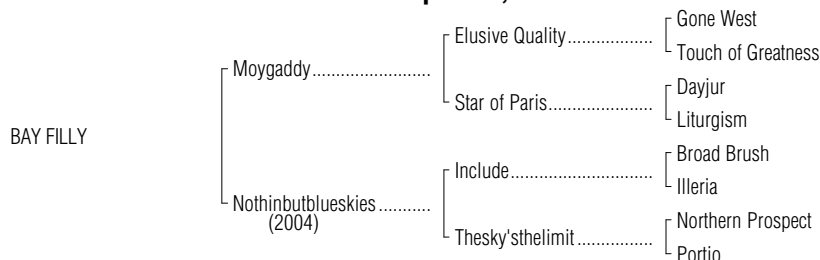 Gone West
Elusive Quality..................
Touch of Greatness
Moygaddy.........................
Dayjur
Star of Paris......................
Liturgism
BAY FILLY
Broad Brush
Include..............................
Illeria
Nothinbutblueskies...........
(2004)
Northern Prospect
Thesky'sthelimit.................
Portio